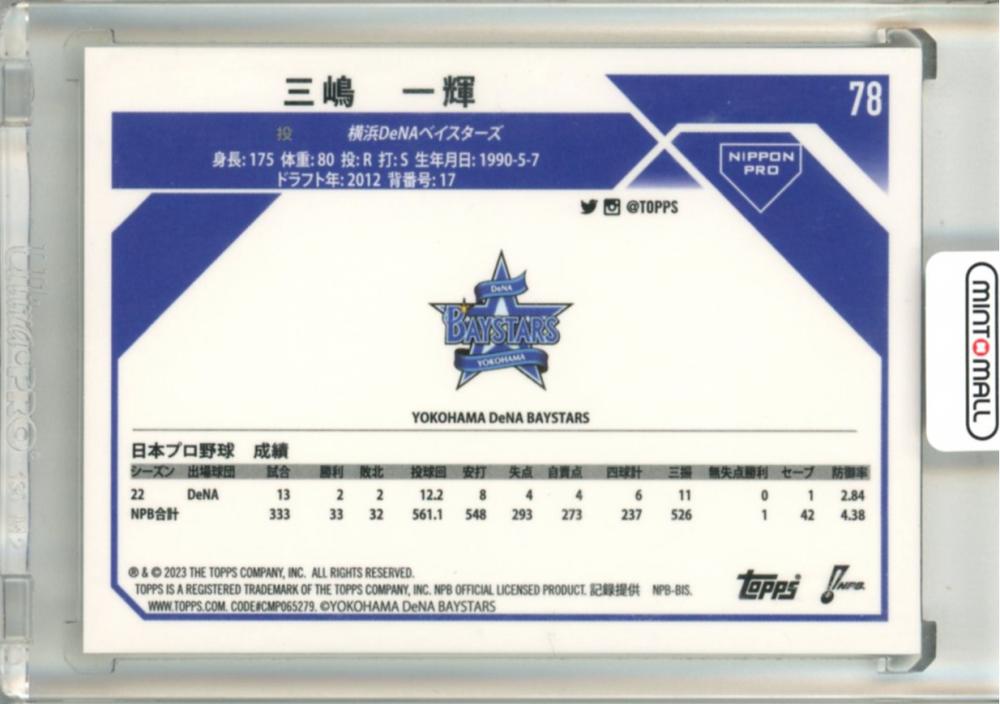 三嶋 一輝
78
投 横浜DeNAベイスターズ
身長: 175 体重: 80 投: R 打: S 生年月日: 1990-5-7
ドラフト年: 2012 背番号: 17
NIPPON
PRO
@TOPPS
DeNA
BAYSTARS
YOKOHAMA
YOKOHAMA DeNA BAYSTARS
日本プロ野球 成績
シーズン 出場球団 試合 勝利 敗北 投球回 安打 失点 自責点 四球計 三振 無失点勝利 セーブ 防御率
22 DeNA 13 2 2 12.2 8 4 4 6 11 0 1 2.84
NPB合計 333 33 32 561.1 548 293 273 237 526 1 42 4.38
® & © 2023 THE TOPPS COMPANY, INC. ALL RIGHTS RESERVED.
TOPPS IS A REGISTERED TRADEMARK OF THE TOPPS COMPANY, INC. NPB OFFICIAL LICENSED PRODUCT. 記録提供 NPB-BIS.
WWW.TOPPS.COM. CODE#CMP065279. ©YOKOHAMA DeNA BAYSTARS
topps
NPB
MINTOMALL